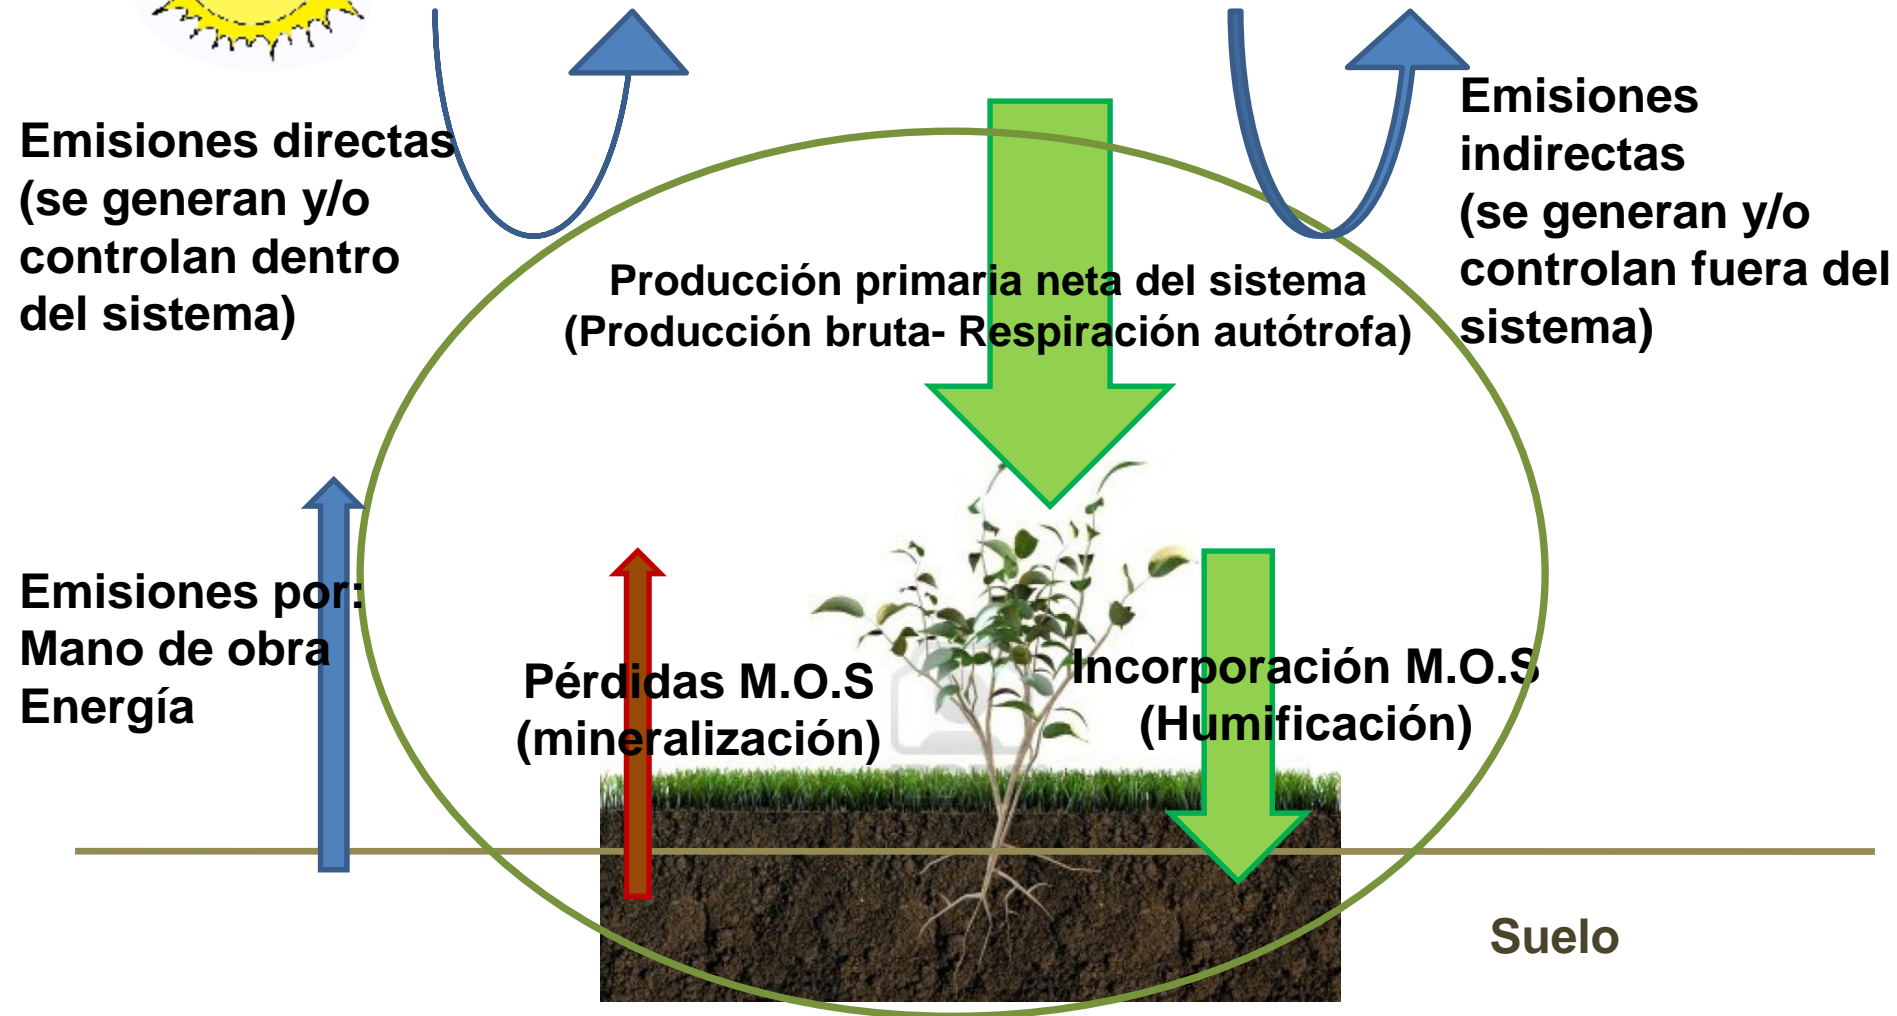 Emisiones directas
(se generan y/o
controlan dentro
del sistema)
Emisiones
indirectas
(se generan y/o
controlan fuera del
sistema)
Producción primaria neta del sistema
(Producción bruta- Respiración autótrofa)
Emisiones por:
Mano de obra
Energía
Pérdidas M.O.S
(mineralización)
Incorporación M.O.S
(Humificación)
Suelo